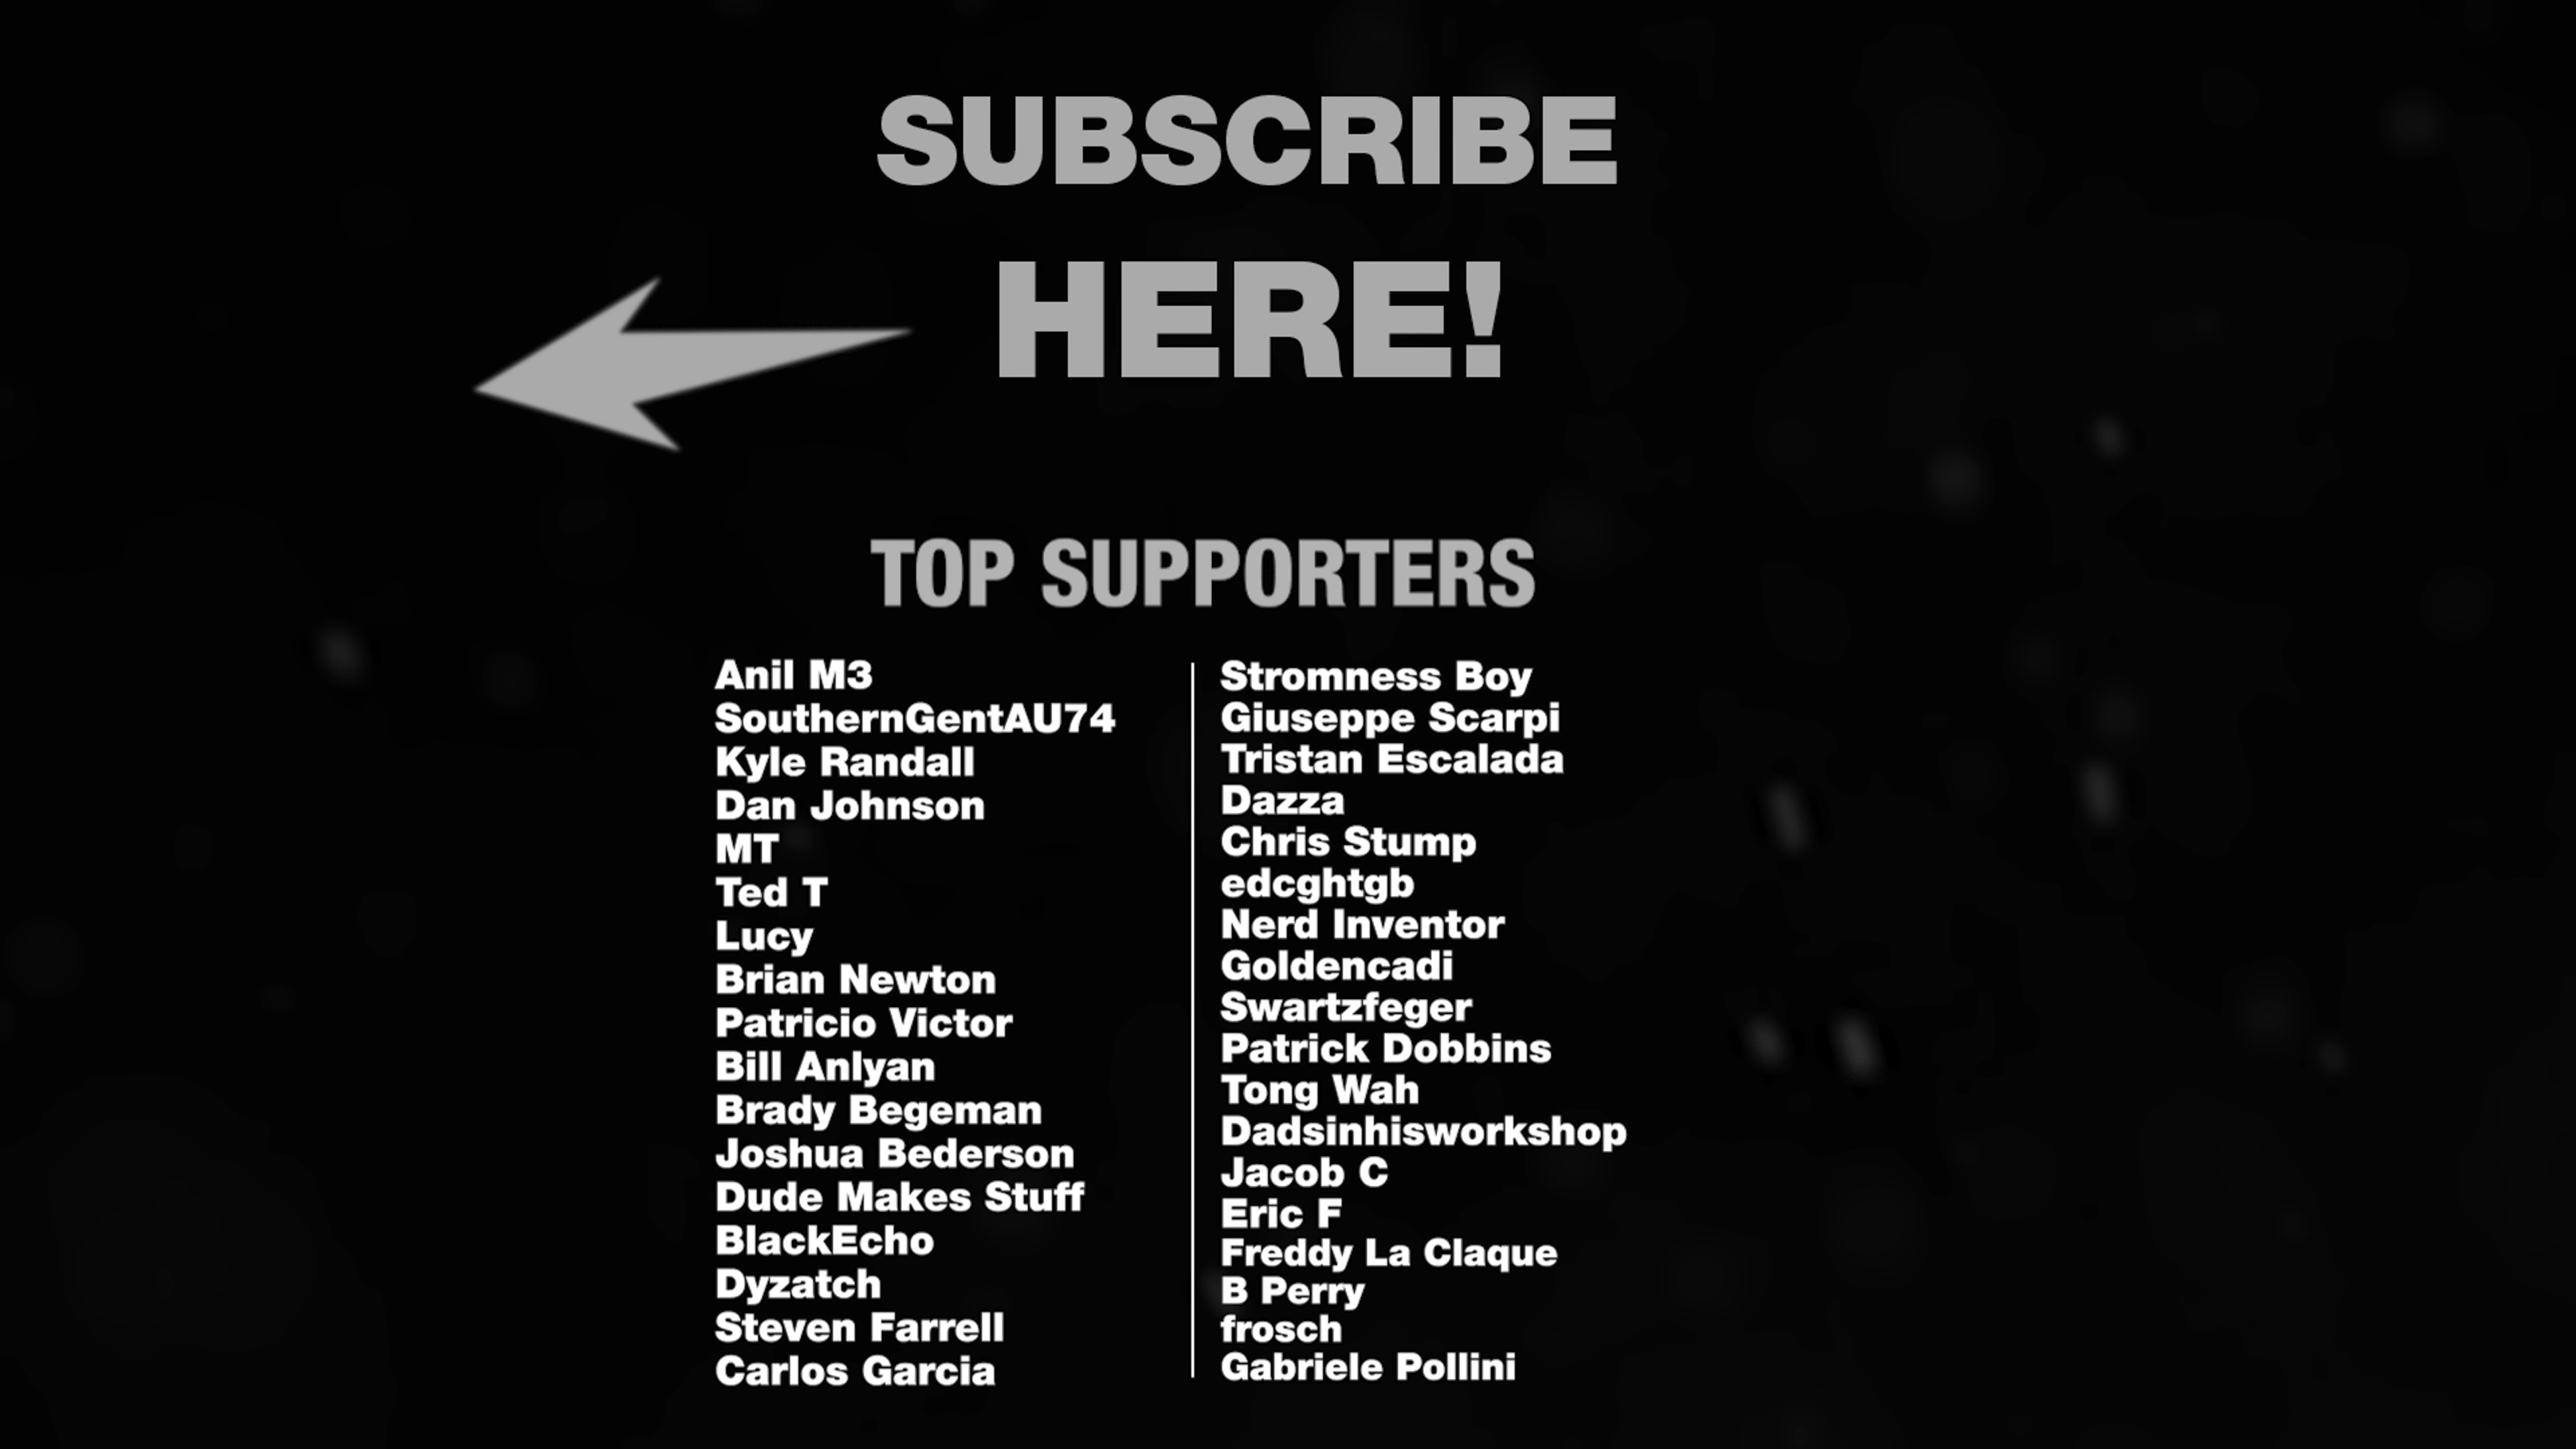 SUBSCRIBE
HERE!
TOP SUPPORTERS
Anil M3
SouthernGentAU74
Kyle Randall
Dan Johnson
MT
Ted T
Lucy
Brian Newton
Patricio Victor
Bill Anlyan
Brady Begeman
Joshua Bederson
Dude Makes Stuff
BlackEcho
Dyzatch
Steven Farrell
Carlos Garcia
Stromness Boy
Giuseppe Scarpi
Tristan Escalada
Dazza
Chris Stump
edcghtgb
Nerd Inventor
Goldencadi
Swartzfeger
Patrick Dobbins
Tong Wah
Dadsinhisworkshop
Jacob C
Eric F
Freddy La Claque
B Perry
frosch
Gabriele Pollini